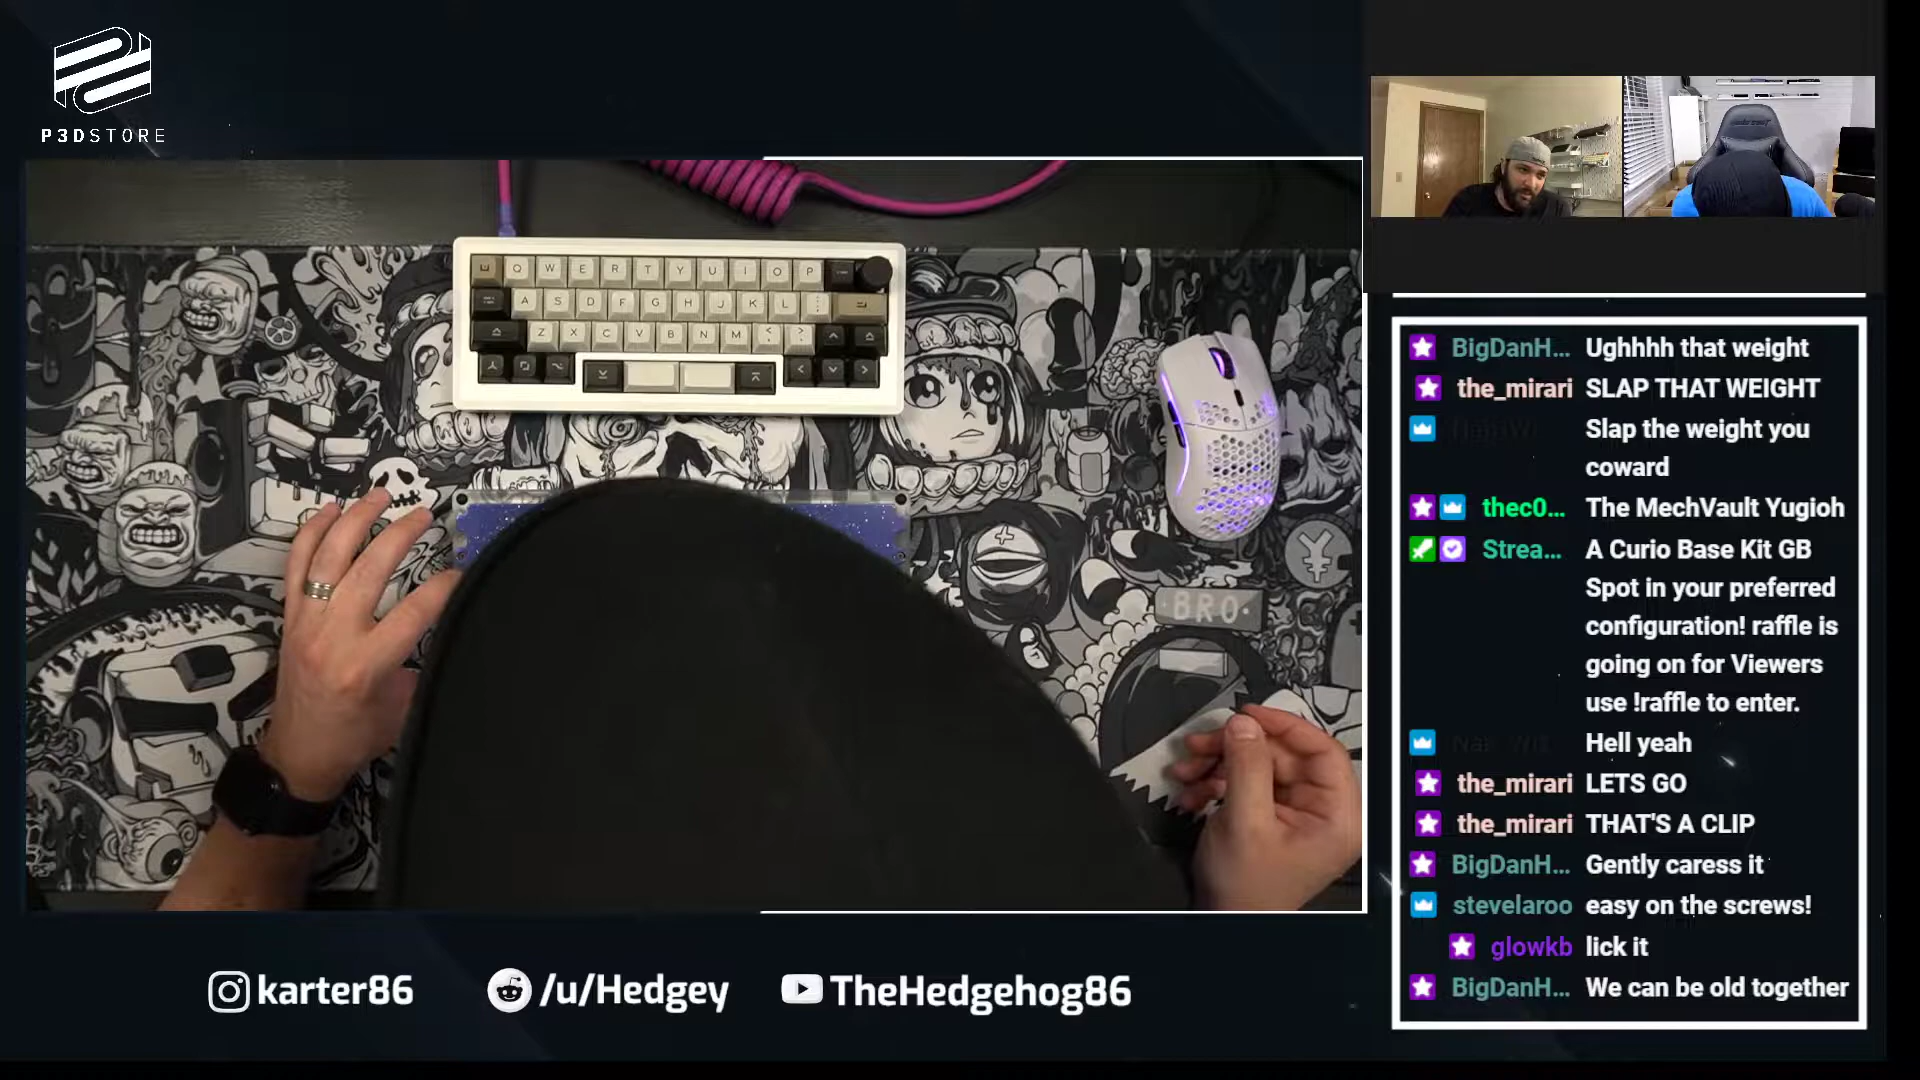 P3DSTORE
Q W E R T Y U I O P
A S D F G H J K L
Z X C V B N M
BRO
BigDanH... Ughhhh that weight
the_mirari SLAP THAT WEIGHT
Slap the weight you
coward
thec0... The MechVault Yugioh
Strea... A Curio Base Kit GB
Spot in your preferred
configuration! raffle is
going on for Viewers
use !raffle to enter.
Hell yeah
the_mirari LETS GO
the_mirari THAT'S A CLIP
BigDanH... Gently caress it
stevelaroo easy on the screws!
glowkb lick it
BigDanH... We can be old together
karter86
/u/Hedgey
TheHedgehog86